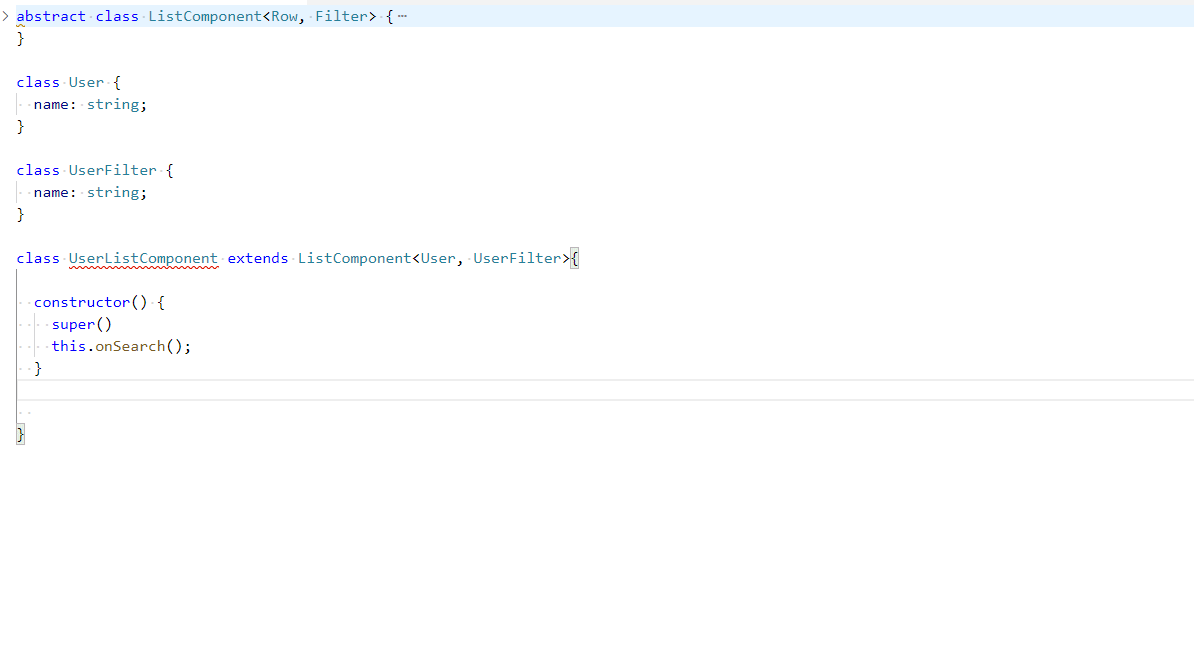 abstract class ListComponent<Row, Filter> { ⋯
}
class User {
name: string;
}
class UserFilter {
name: string;
}
class UserListComponent extends ListComponent<User, UserFilter>{
constructor() {
super()
this.onSearch();
}
}